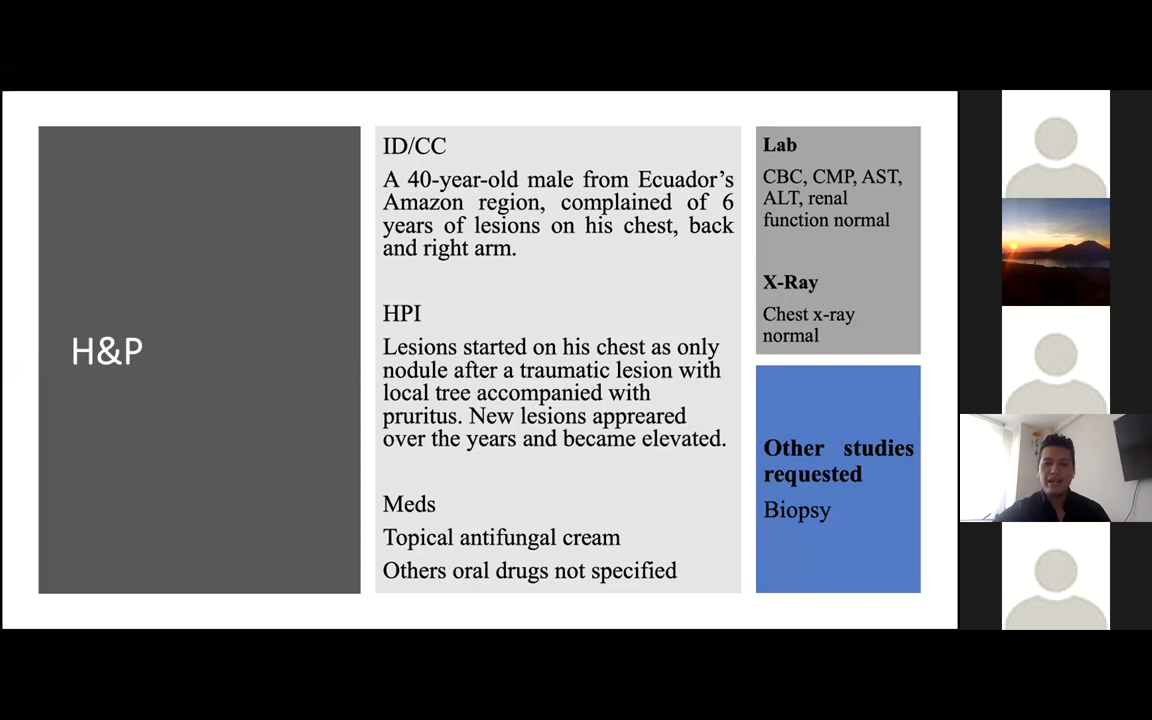 H&P
ID/CC
A 40-year-old male from Ecuador’s
Amazon region, complained of 6
years of lesions on his chest, back
and right arm.
HPI
Lesions started on his chest as only
nodule after a traumatic lesion with
local tree accompanied with
pruritus. New lesions appreared
over the years and became elevated.
Meds
Topical antifungal cream
Others oral drugs not specified
Lab
CBC, CMP, AST,
ALT, renal
function normal
X-Ray
Chest x-ray
normal
Other studies
requested
Biopsy